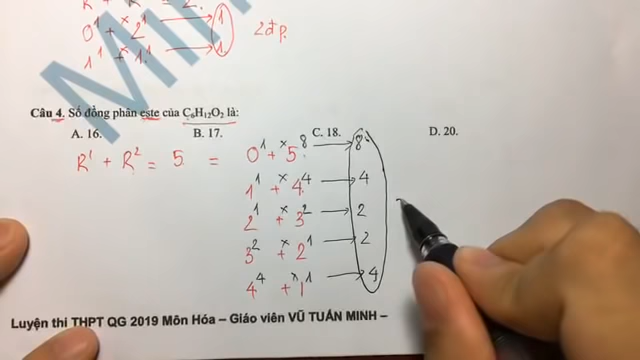 0¹ + 2¹ → 1
1¹ + 1¹ → 1
2đp.
Câu 4. Số đồng phân este của C₆H₁₂O₂ là:
A. 16. B. 17. C. 18. D. 20.
R¹ + R² = 5 = 0¹ +ˣ 5⁸ → 8
1¹ +ˣ 4⁴ → 4
2¹ +ˣ 3² → 2
3² +ˣ 2¹ → 2
4⁴ +ˣ 1¹ → 4
Luyện thi THPT QG 2019 Môn Hóa – Giáo viên VŨ TUẤN MINH –